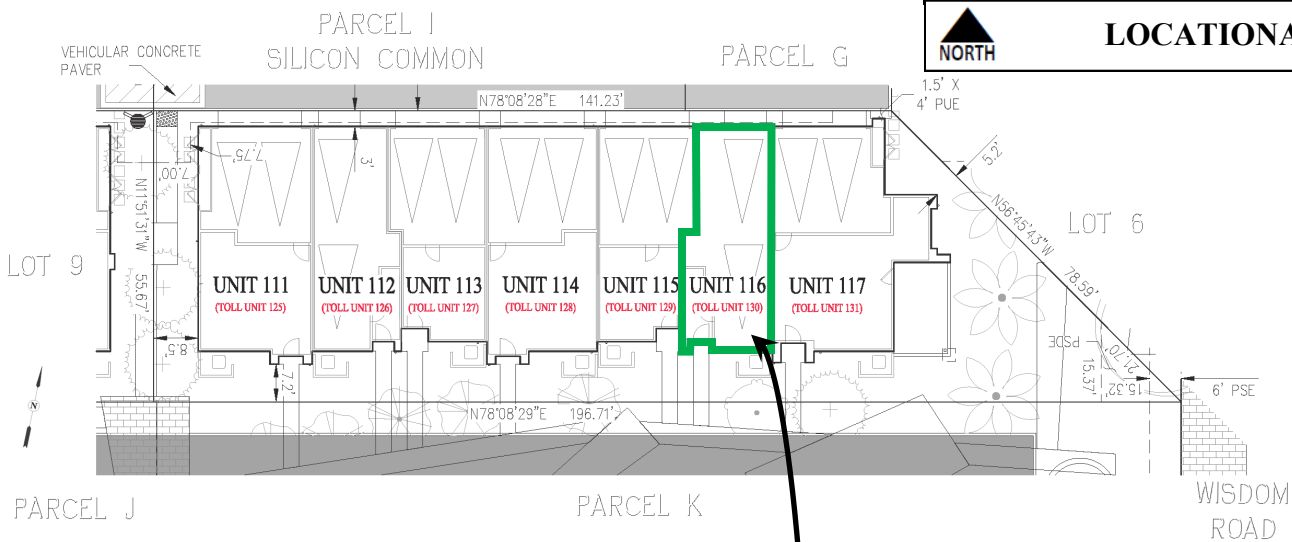 PARCEL I
SILICON COMMON
PARCEL G
NORTH
LOCATIONA
VEHICULAR CONCRETE
PAVER
N78°08'28"E 141.23'
1.5' X
4' PUE
7.75'
7.00'
3'
5.2'
N11°51'31"W 55.67'
N56°45'43"W 78.59'
LOT 6
LOT 9
UNIT 111
(TOLL UNIT 125)
UNIT 112
(TOLL UNIT 126)
UNIT 113
(TOLL UNIT 127)
UNIT 114
(TOLL UNIT 128)
UNIT 115
(TOLL UNIT 129)
UNIT 116
(TOLL UNIT 130)
UNIT 117
(TOLL UNIT 131)
8.5'
7.2'
PSDE
21.70'
15.37'
15.32'
6' PSE
N
N78°08'29"E 196.71'
PARCEL J
PARCEL K
WISDOM
ROAD